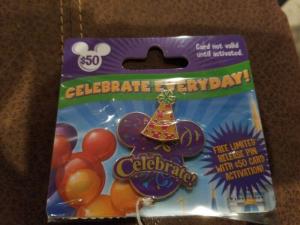 $50
Card not valid
until activated.
CELEBRATE EVERYDAY!
Celebrate!
FREE LIMITED
RELEASE PIN
WITH $50 CARD
ACTIVATION!